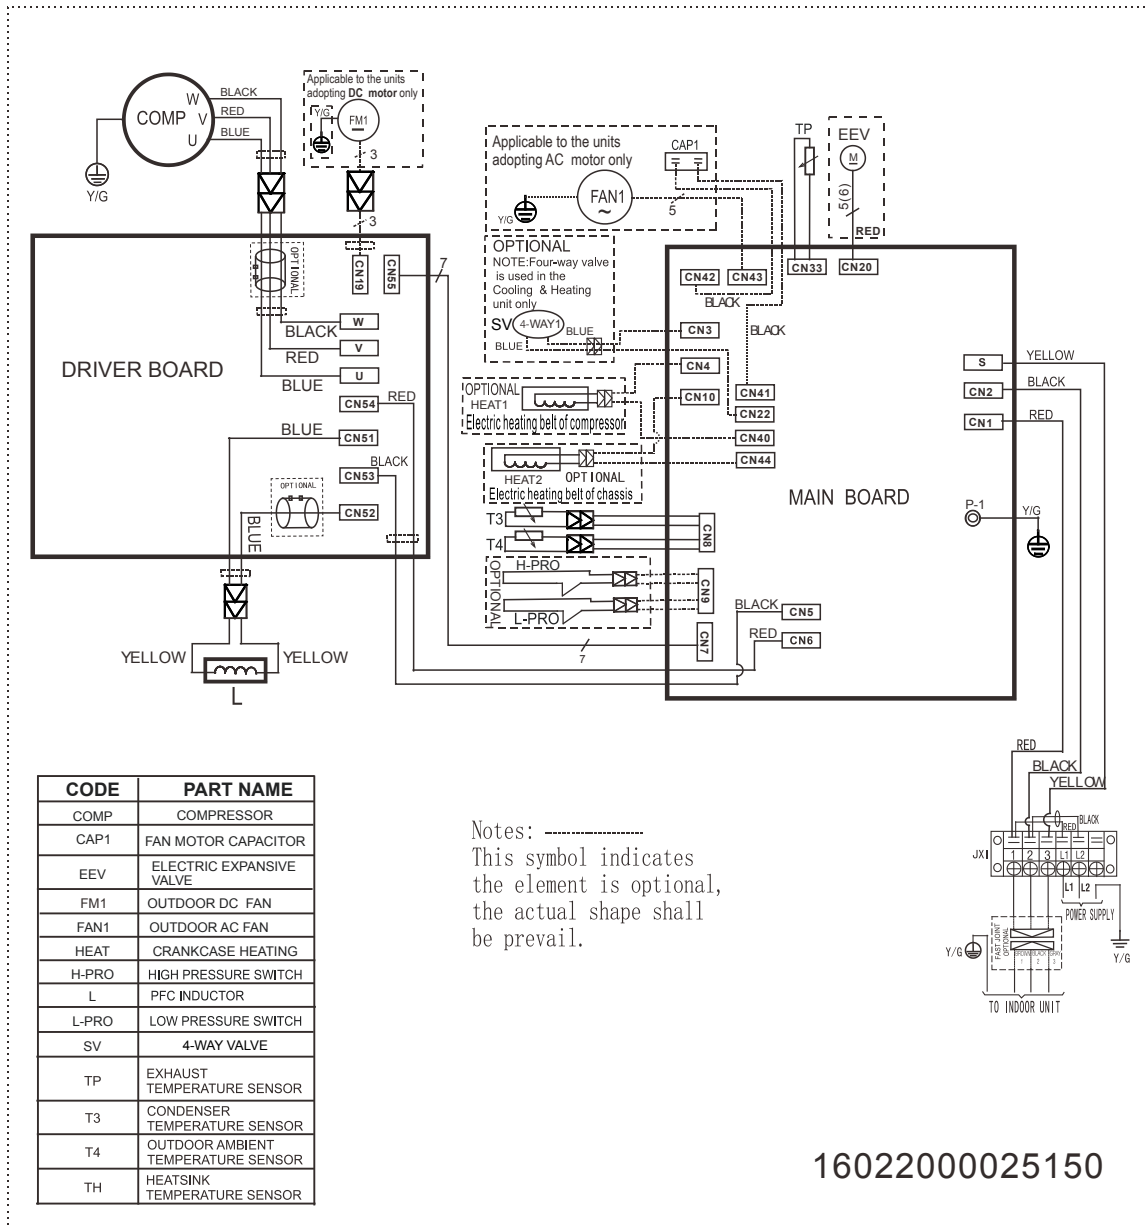 Applicable to the units
adopting DC motor only
Y/G
FM1
3
3
COMP
W
V
U
BLACK
RED
BLUE
Y/G
Applicable to the units
adopting AC motor only
CAP1
FAN1
~
Y/G
5
TP
EEV
M
5(6)
RED
OPTIONAL
NOTE:Four-way valve
is used in the
Cooling & Heating
unit only
SV
4-WAY1
BLUE
BLUE
DRIVER BOARD
OPTIONAL
CN19
CN55
7
BLACK
W
RED
V
BLUE
U
CN54
RED
BLUE
CN51
BLACK
CN53
OPTIONAL
CN52
BLUE
YELLOW
YELLOW
L
OPTIONAL
HEAT1
Electric heating belt of compressor
HEAT2
OPTIONAL
Electric heating belt of chassis
T3
T4
OPTIONAL
H-PRO
L-PRO
7
MAIN BOARD
CN42
CN43
BLACK
CN33
CN20
CN3
BLACK
CN4
CN10
CN41
CN22
CN40
CN44
CN8
CN9
CN7
BLACK
CN5
RED
CN6
S
YELLOW
CN2
BLACK
CN1
RED
P-1
Y/G
RED
BLACK
YELLOW
RED
BLACK
JX1
1
2
3
L1
L2
L1
L2
POWER SUPPLY
Y/G
Y/G
FAST JOINT
OPTIONAL
BROWN
BLACK
GRAY
1
2
3
TO INDOOR UNIT
CODE PART NAME
COMP COMPRESSOR
CAP1 FAN MOTOR CAPACITOR
EEV ELECTRIC EXPANSIVE
VALVE
FM1 OUTDOOR DC FAN
FAN1 OUTDOOR AC FAN
HEAT CRANKCASE HEATING
H-PRO HIGH PRESSURE SWITCH
L PFC INDUCTOR
L-PRO LOW PRESSURE SWITCH
SV 4-WAY VALVE
TP EXHAUST
TEMPERATURE SENSOR
T3 CONDENSER
TEMPERATURE SENSOR
T4 OUTDOOR AMBIENT
TEMPERATURE SENSOR
TH HEATSINK
TEMPERATURE SENSOR
Notes:
This symbol indicates
the element is optional,
the actual shape shall
be prevail.
16022000025150